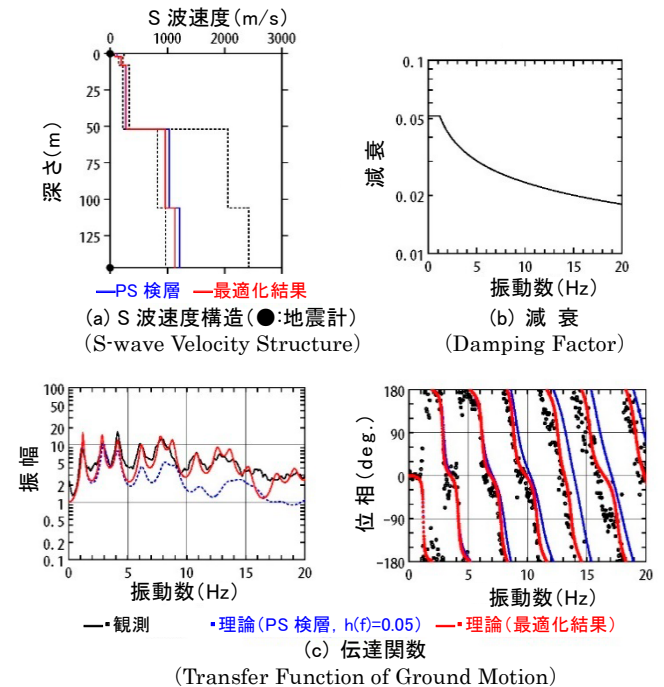 S 波速度(m/s)
0 1000 2000 3000
0
25
50
75
100
125
深さ(m)
PS 検層 最適化結果
(a) S 波速度構造(●:地震計)
(S-wave Velocity Structure)
0.1
0.05
0.02
0.01
減衰
0 5 10 15 20
振動数(Hz)
(b) 減 衰
(Damping Factor)
100
50
10
5
1
0.5
0.1
振幅
0 5 10 15 20
振動数(Hz)
180
90
0
-90
-180
位相(deg.)
0 5 10 15 20
振動数(Hz)
観測 理論(PS 検層, h(f)=0.05) 理論(最適化結果)
(c) 伝達関数
(Transfer Function of Ground Motion)